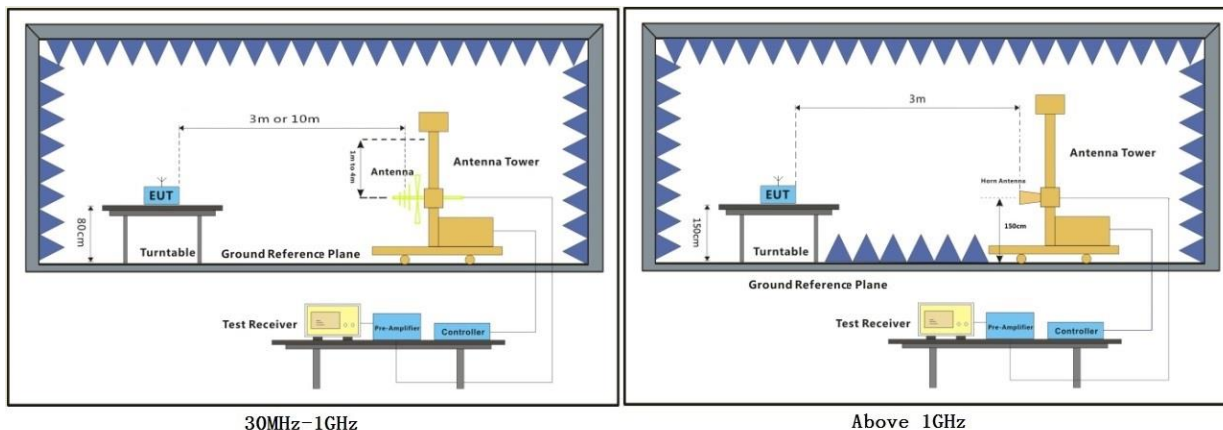 3m or 10m
1m to 4m
Antenna
Antenna Tower
EUT
80cm
Turntable
Ground Reference Plane
Test Receiver
Pre-Amplifier
Controller
30MHz-1GHz
3m
Antenna Tower
Horn Antenna
EUT
150cm
150cm
Turntable
Ground Reference Plane
Test Receiver
Pre-Amplifier
Controller
Above 1GHz